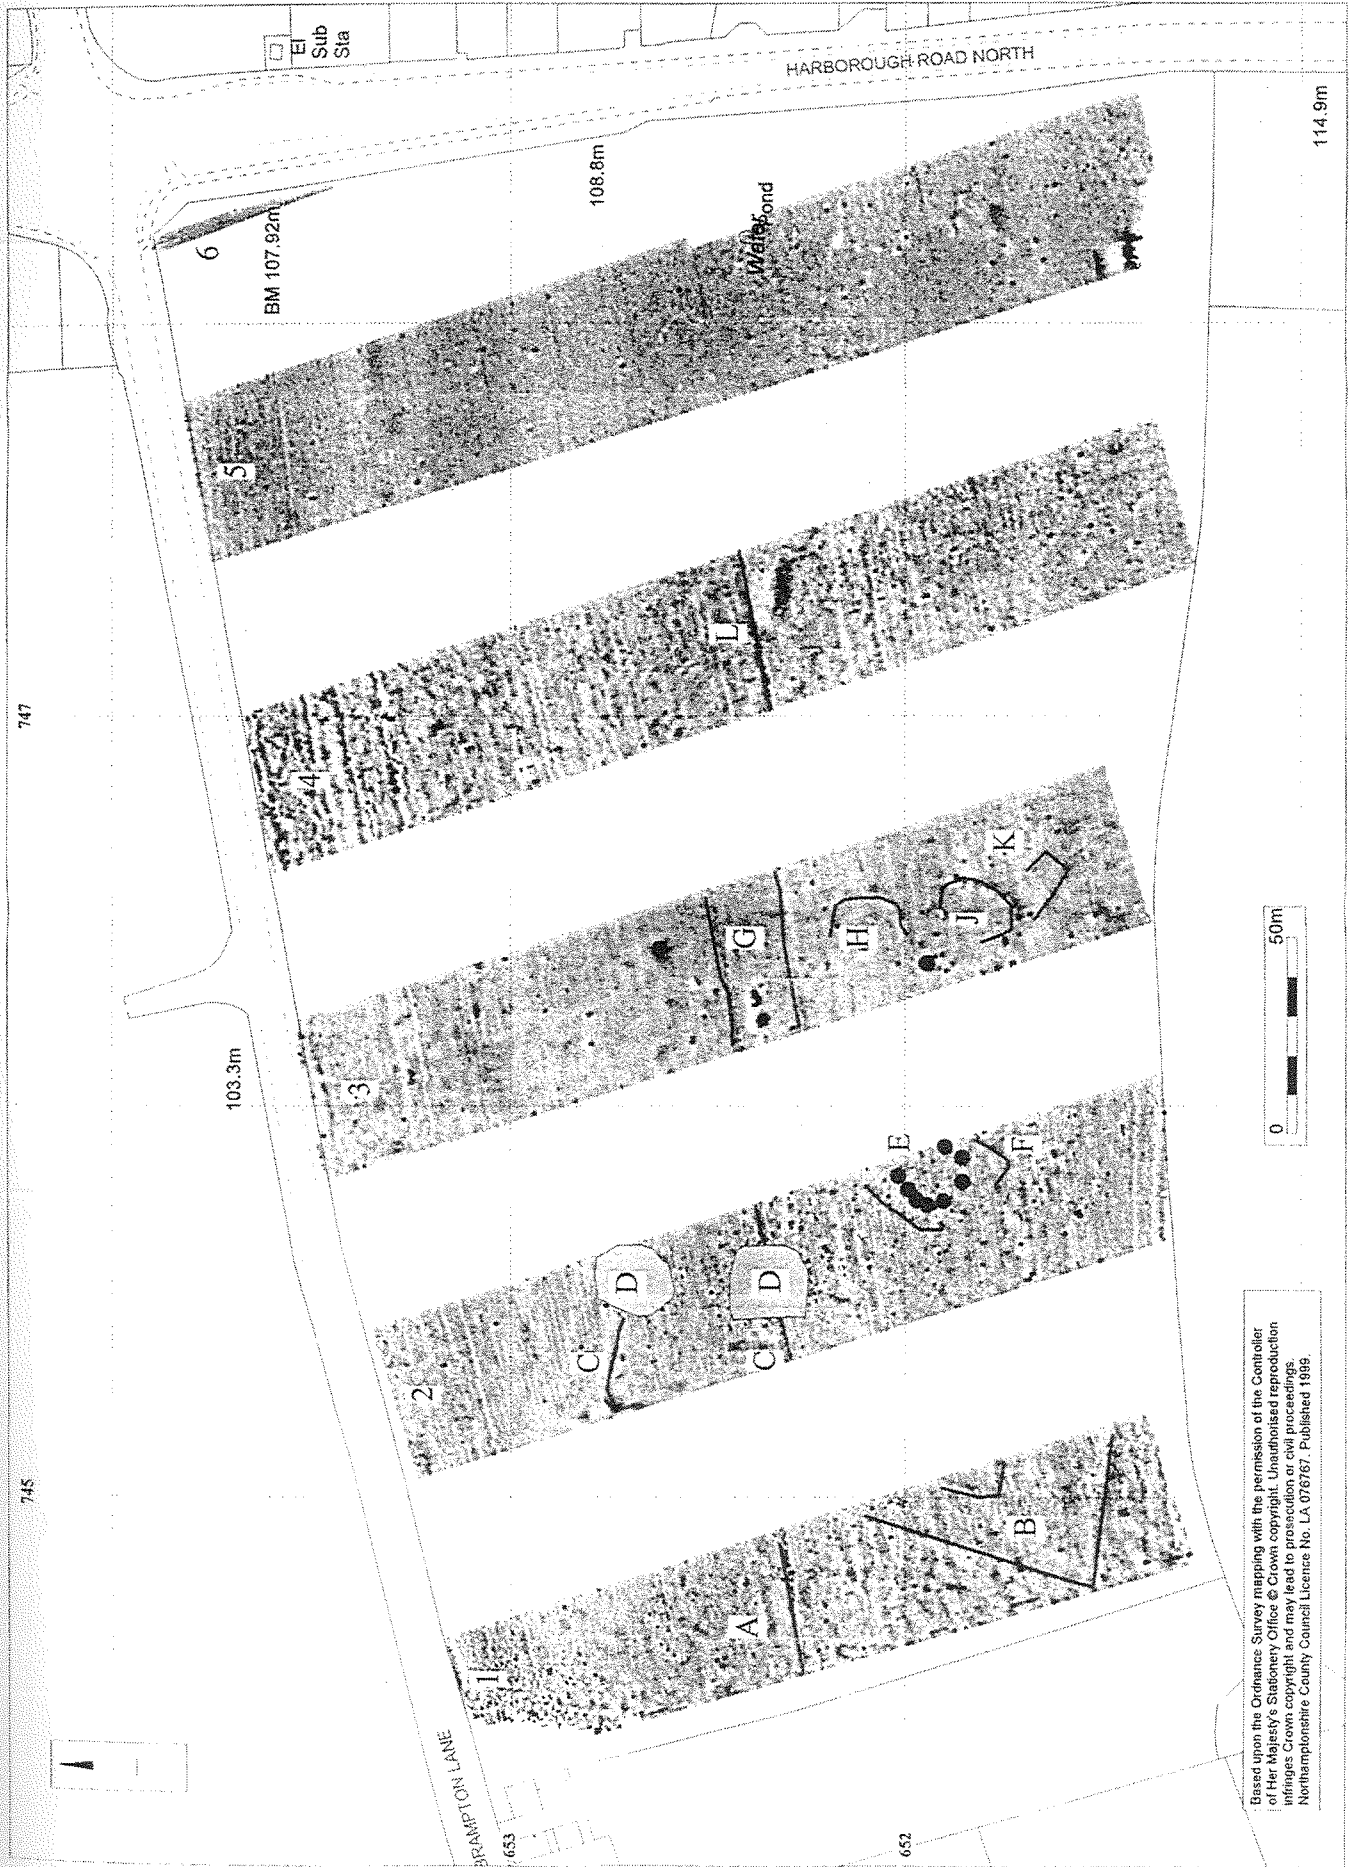 745
747
BRAMPTON LANE
HARBOROUGH ROAD NORTH
El
Sub
Sta
103.3m
BM 107.92m
108.8m
114.9m
653
652
1
2
3
4
5
6
A
B
C
D
C
D
E
F
G
H
J
K
L
Water
Pond
0
50m
Based upon the Ordnance Survey mapping with the permission of the Controller
of Her Majesty's Stationery Office © Crown copyright. Unauthorised reproduction
infringes Crown copyright and may lead to prosecution or civil proceedings.
Northamptonshire County Council Licence No. LA 076767. Published 1999.